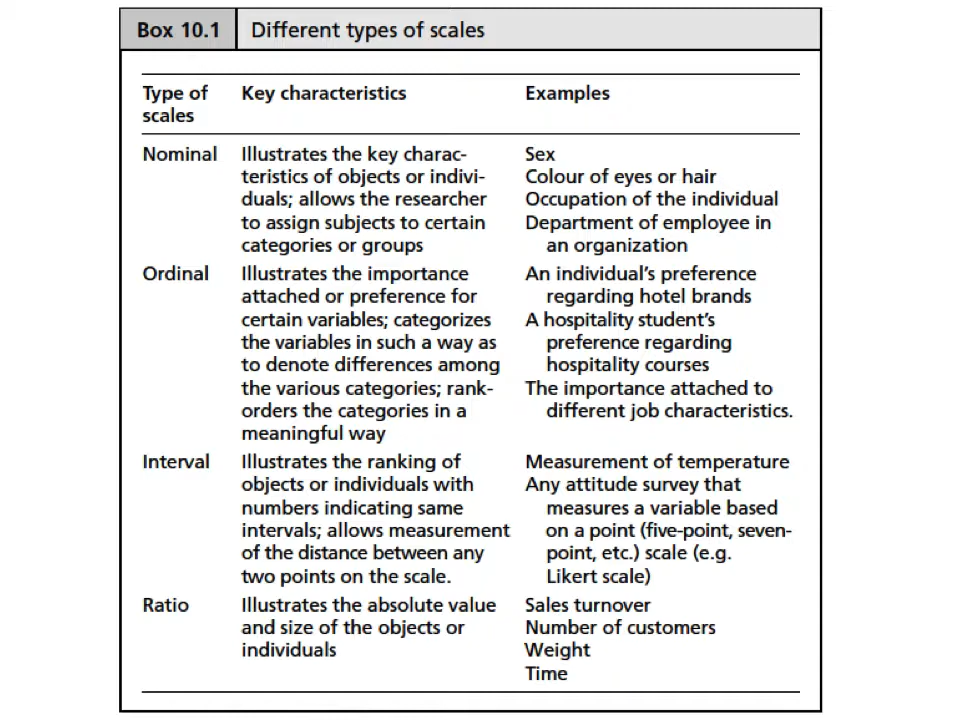 Box 10.1 Different types of scales
Type of scales Key characteristics Examples
Nominal Illustrates the key charac- Sex
teristics of objects or indivi- Colour of eyes or hair
duals; allows the researcher Occupation of the individual
to assign subjects to certain Department of employee in
categories or groups an organization
Ordinal Illustrates the importance An individual's preference
attached or preference for regarding hotel brands
certain variables; categorizes A hospitality student's
the variables in such a way as preference regarding
to denote differences among hospitality courses
the various categories; rank- The importance attached to
orders the categories in a different job characteristics.
meaningful way
Interval Illustrates the ranking of Measurement of temperature
objects or individuals with Any attitude survey that
numbers indicating same measures a variable based
intervals; allows measurement on a point (five-point, seven-
of the distance between any point, etc.) scale (e.g.
two points on the scale. Likert scale)
Ratio Illustrates the absolute value Sales turnover
and size of the objects or Number of customers
individuals Weight
Time